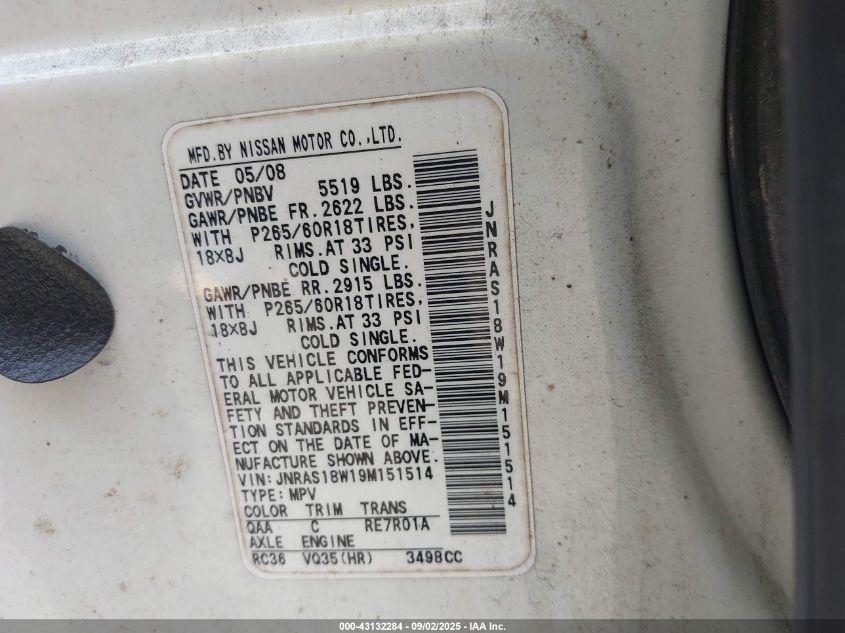 MFD.BY NISSAN MOTOR CO.,LTD.
DATE 05/08
GVWR/PNBV 5519 LBS.
GAWR/PNBE FR.2622 LBS.
WITH P265/60R18TIRES,
18X8J RIMS.AT 33 PSI
COLD SINGLE.
GAWR/PNBE RR.2915 LBS.
WITH P265/60R18TIRES,
18X8J RIMS.AT 33 PSI
COLD SINGLE.
THIS VEHICLE CONFORMS
TO ALL APPLICABLE FED-
ERAL MOTOR VEHICLE SA-
FETY AND THEFT PREVEN-
TION STANDARDS IN EFF-
ECT ON THE DATE OF MA-
NUFACTURE SHOWN ABOVE.
VIN:JNRAS18W19M151514
TYPE:MPV
COLOR TRIM TRANS
QAA C RE7R01A
AXLE ENGINE
RC36 VQ35(HR) 3498CC
JNRAS18W19M151514
000-43132284 - 09/02/2025 - IAA Inc.